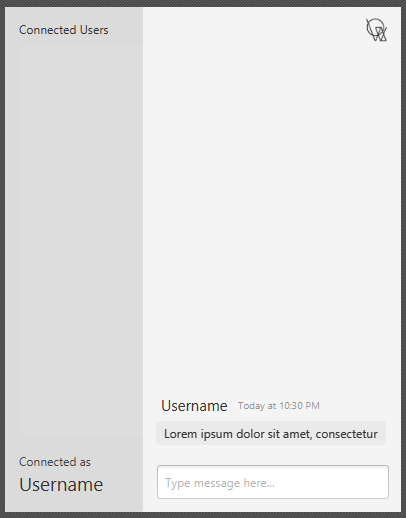 Connected Users
Username Today at 10:30 PM
Lorem ipsum dolor sit amet, consectetur
Type message here...
Connected as
Username